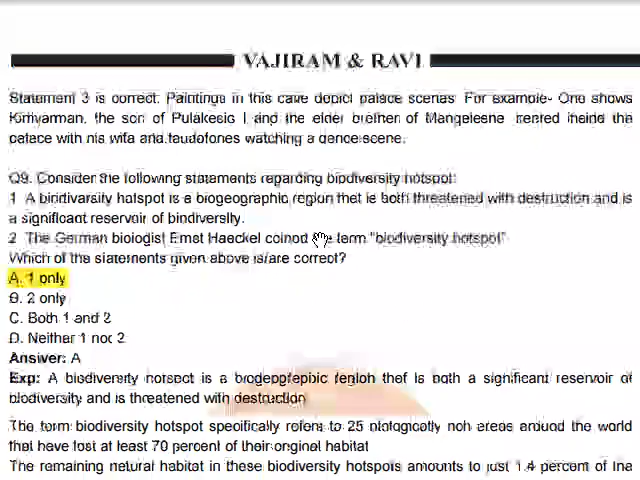 VAJIRAM & RAVI
Statement 3 is correct. Paintings in this cave depict palace scenes. For example- One shows
Kirtivarman, the son of Pulakesic I and the elder brother of Mangalesha seated inside the
palace with his wife and feudatories watching a dance scene.
Q9. Consider the following statements regarding biodiversity hotspot:
1 A biodiversity hotspot is a biogeographic region that is both threatened with destruction and is
a significant reservoir of biodiversity.
2 The German biologist Ernst Haeckel coined the term "biodiversity hotspot"
Which of the statements given above is/are correct?
A. 1 only
B. 2 only
C. Both 1 and 2
D. Neither 1 nor 2
Answer: A
Exp: A biodiversity hotspot is a biogeographic region that is both a significant reservoir of
biodiversity and is threatened with destruction
The term biodiversity hotspot specifically refers to 25 biologically rich areas around the world
that have lost at least 70 percent of their original habitat
The remaining natural habitat in these biodiversity hotspots amounts to just 1.4 percent of the